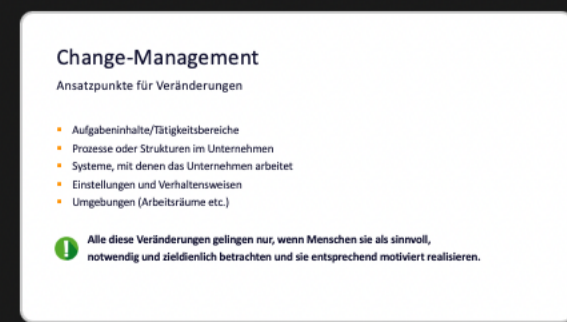 Change-Management
Ansatzpunkte für Veränderungen
Aufgabeninhalte/Tätigkeitsbereiche
Prozesse oder Strukturen im Unternehmen
Systeme, mit denen das Unternehmen arbeitet
Einstellungen und Verhaltensweisen
Umgebungen (Arbeitsräume etc.)
Alle diese Veränderungen gelingen nur, wenn Menschen sie als sinnvoll,
notwendig und zieldienlich betrachten und sie entsprechend motiviert realisieren.